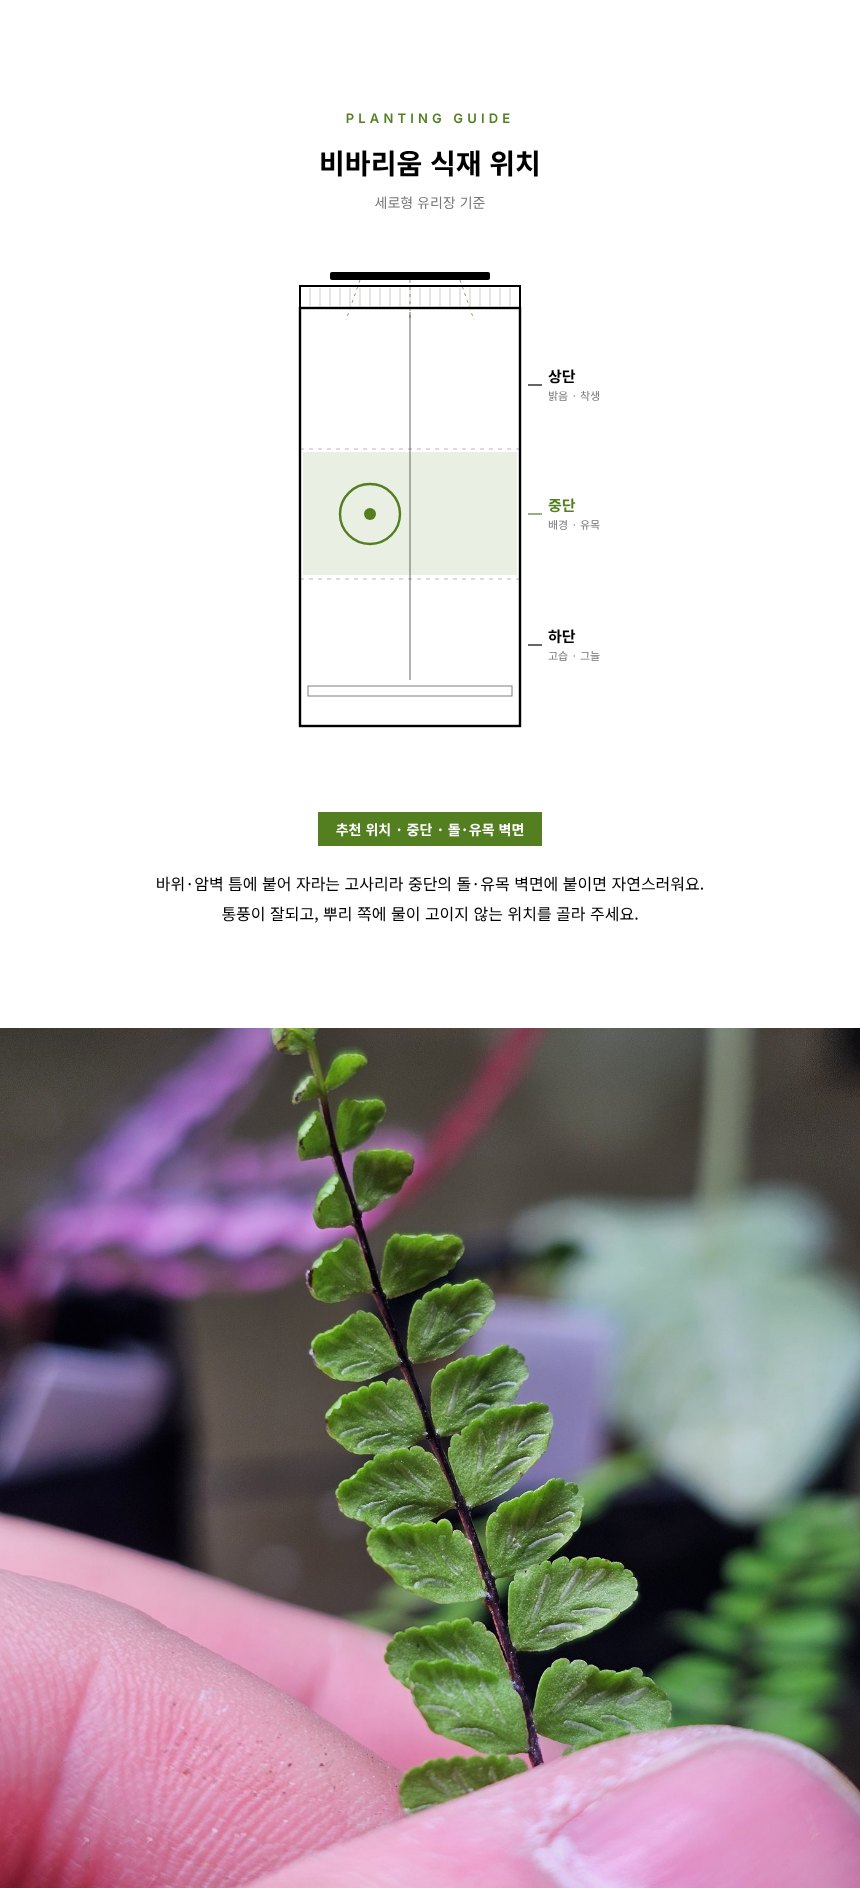 PLANTING GUIDE
비바리움 식재 위치
세로형 유리장 기준
상단
밝음 · 착생
중단
배경 · 유목
하단
고습 · 그늘
추천 위치 · 중단 · 돌·유목 벽면
바위·암벽 틈에 붙어 자라는 고사리라 중단의 돌·유목 벽면에 붙이면 자연스러워요.
통풍이 잘되고, 뿌리 쪽에 물이 고이지 않는 위치를 골라 주세요.